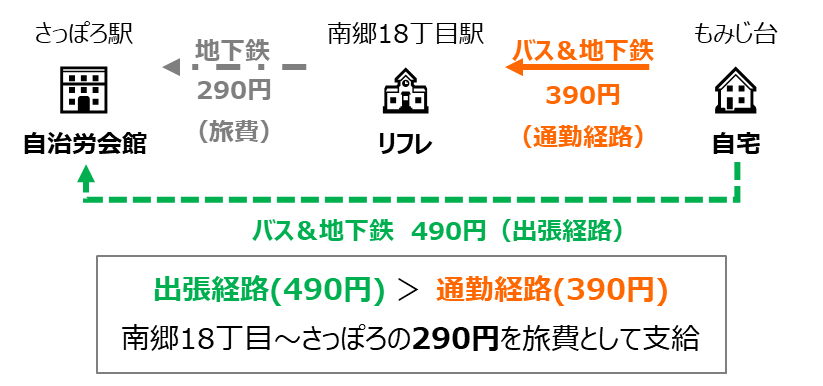 さっぽろ駅
地下鉄
290円
（旅費）
自治労会館
南郷18丁目駅
リフレ
バス＆地下鉄
390円
（通勤経路）
もみじ台
自宅
バス＆地下鉄 490円（出張経路）
出張経路(490円) ＞ 通勤経路(390円)
南郷18丁目～さっぽろの290円を旅費として支給